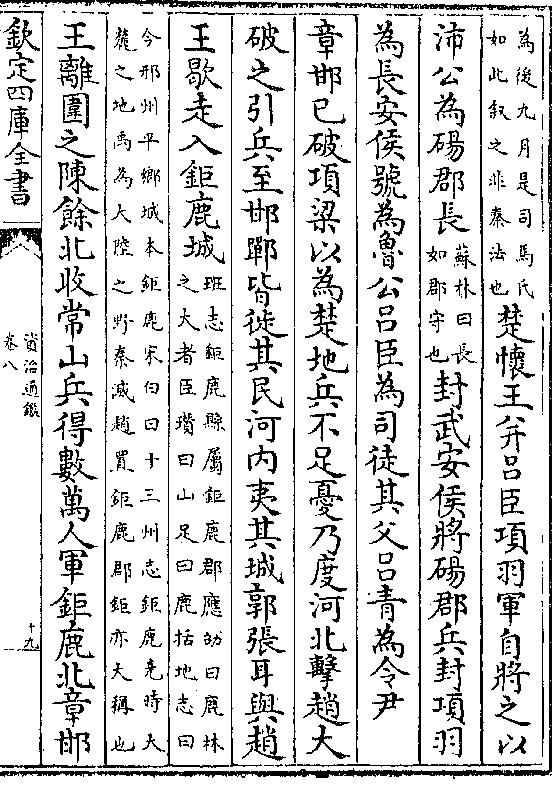 為後九月是司馬氏
如此叙之非秦法也
楚懷王并吕臣項羽軍自將之以
沛公為碭郡長
蘇林曰長
如郡守也
封武安侯將碭郡兵封項羽
為長安侯號為魯公吕臣為司徒其父吕青為令尹
章邯已破項梁以為楚地兵不足憂乃度河北擊趙大
破之引兵至邯鄲皆徙其民河内夷其城郭張耳與趙
王歇走入鉅鹿城
班志鉅鹿縣屬鉅鹿郡應劭曰鹿林
之大者臣瓚曰山足曰鹿括地志曰
今邢州平鄉城本鉅鹿宋白曰十三州志鉅鹿堯時大
麓之地禹為大陸之野秦滅趙置鉅鹿郡鉅亦大稱也
王離圍之陳餘北收常山兵得數萬人軍鉅鹿北章邯
欽定四庫全書
資治通鑑
卷八
十九